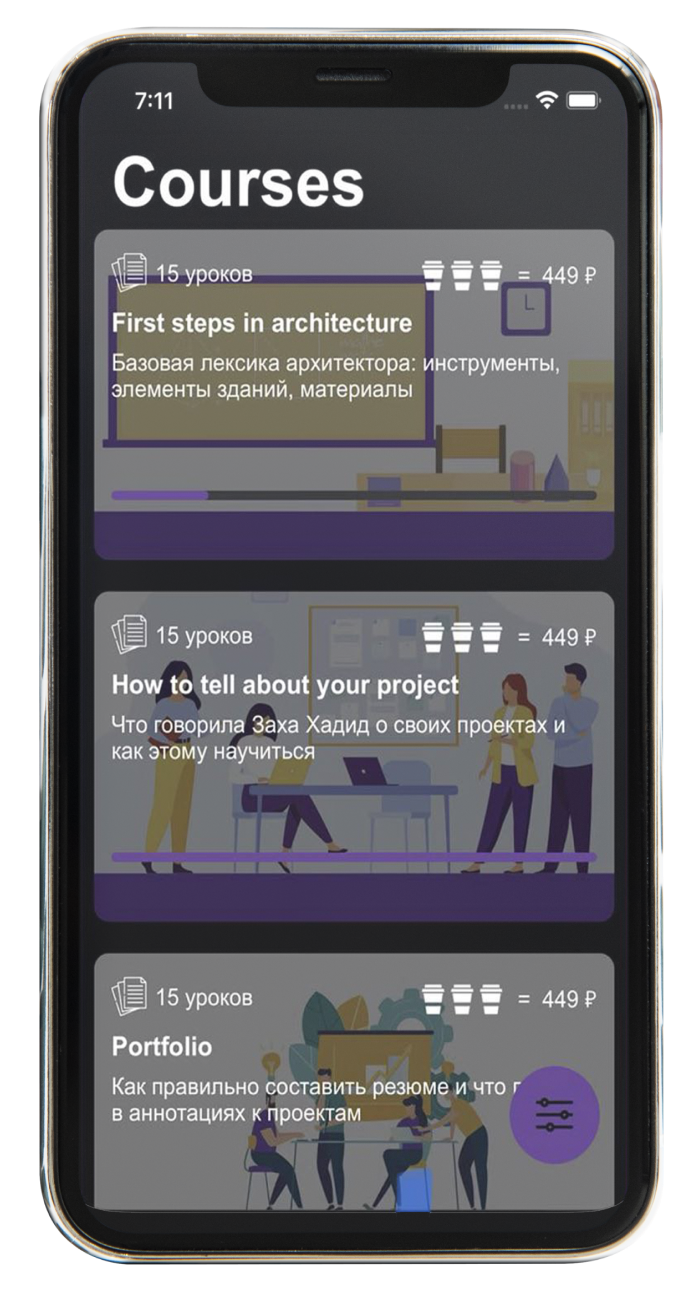 7:11
Courses
15 уроков = 449 ₽
First steps in architecture
Базовая лексика архитектора: инструменты,
элементы зданий, материалы
15 уроков = 449 ₽
How to tell about your project
Что говорила Заха Хадид о своих проектах и
как этому научиться
15 уроков = 449 ₽
Portfolio
Как правильно составить резюме и что
в аннотациях к проектам